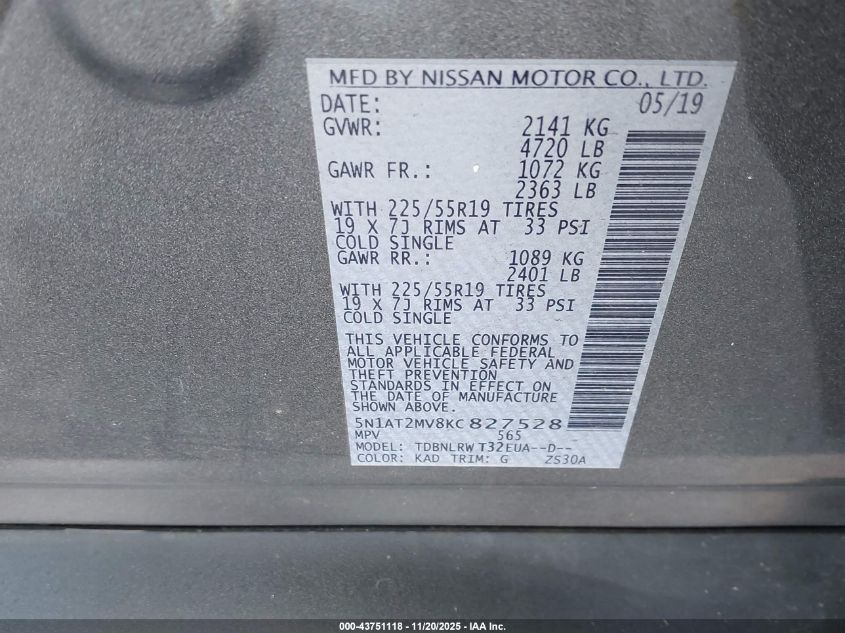 MFD BY NISSAN MOTOR CO., LTD.
DATE: 05/19
GVWR: 2141 KG
4720 LB
GAWR FR.: 1072 KG
2363 LB
WITH 225/55R19 TIRES
19 X 7J RIMS AT 33 PSI
COLD SINGLE
GAWR RR.: 1089 KG
2401 LB
WITH 225/55R19 TIRES
19 X 7J RIMS AT 33 PSI
COLD SINGLE
THIS VEHICLE CONFORMS TO
ALL APPLICABLE FEDERAL
MOTOR VEHICLE SAFETY AND
THEFT PREVENTION
STANDARDS IN EFFECT ON
THE DATE OF MANUFACTURE
SHOWN ABOVE.
5N1AT2MV8KC 827528
MPV 565
MODEL: TDBNLRW T32EUA--D--
COLOR: KAD TRIM: G ZS30A
000-43751118 - 11/20/2025 - IAA Inc.